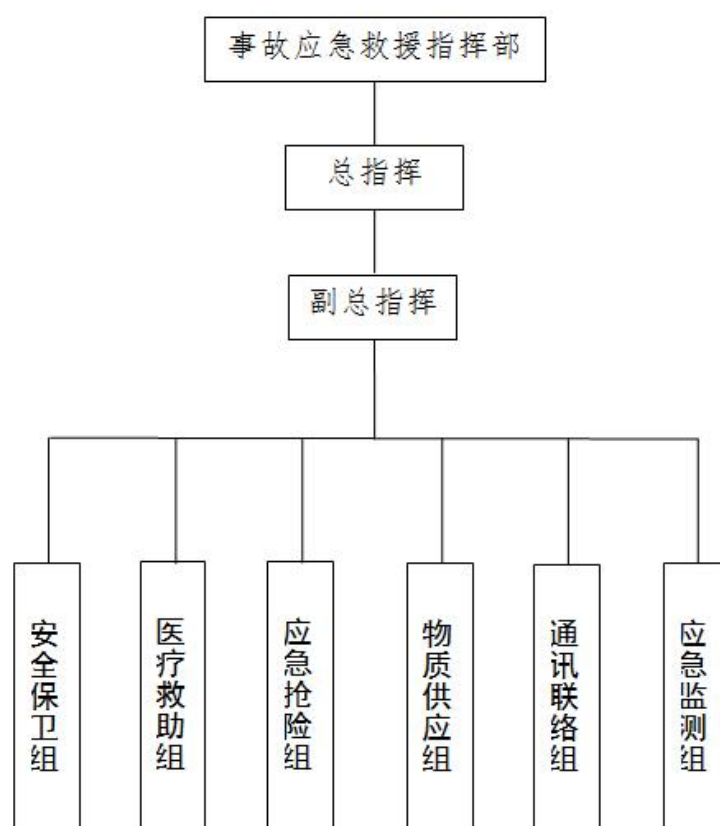 事故应急救援指挥部
总指挥
副总指挥
安全保卫组
医疗救助组
应急抢险组
物质供应组
通讯联络组
应急监测组